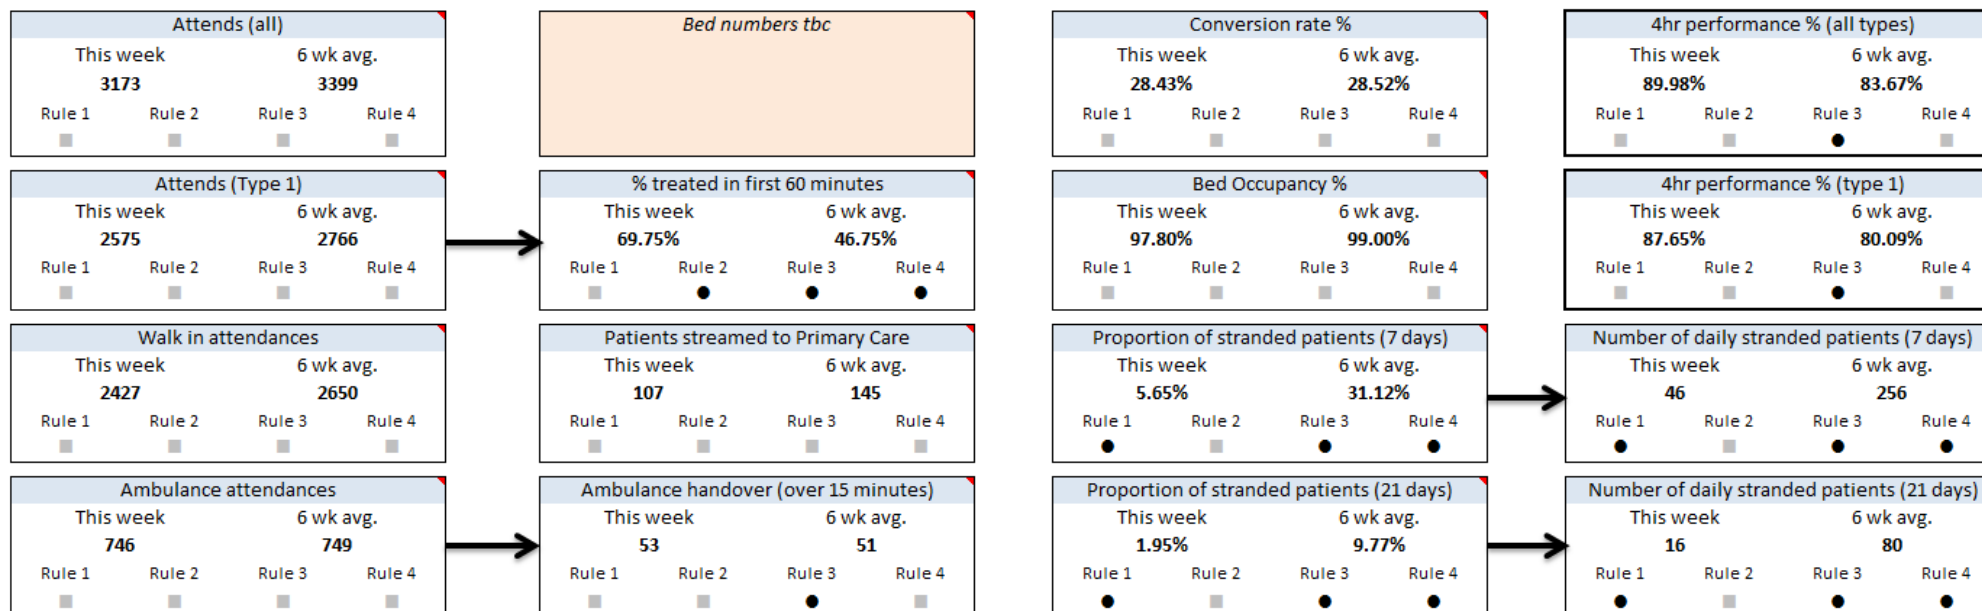 Attends (all)
This week 6 wk avg.
3173 3399
Rule 1 Rule 2 Rule 3 Rule 4
Bed numbers tbc
Conversion rate %
This week 6 wk avg.
28.43% 28.52%
Rule 1 Rule 2 Rule 3 Rule 4
4hr performance % (all types)
This week 6 wk avg.
89.98% 83.67%
Rule 1 Rule 2 Rule 3 Rule 4
Attends (Type 1)
This week 6 wk avg.
2575 2766
Rule 1 Rule 2 Rule 3 Rule 4
% treated in first 60 minutes
This week 6 wk avg.
69.75% 46.75%
Rule 1 Rule 2 Rule 3 Rule 4
Bed Occupancy %
This week 6 wk avg.
97.80% 99.00%
Rule 1 Rule 2 Rule 3 Rule 4
4hr performance % (type 1)
This week 6 wk avg.
87.65% 80.09%
Rule 1 Rule 2 Rule 3 Rule 4
Walk in attendances
This week 6 wk avg.
2427 2650
Rule 1 Rule 2 Rule 3 Rule 4
Patients streamed to Primary Care
This week 6 wk avg.
107 145
Rule 1 Rule 2 Rule 3 Rule 4
Proportion of stranded patients (7 days)
This week 6 wk avg.
5.65% 31.12%
Rule 1 Rule 2 Rule 3 Rule 4
Number of daily stranded patients (7 days)
This week 6 wk avg.
46 256
Rule 1 Rule 2 Rule 3 Rule 4
Ambulance attendances
This week 6 wk avg.
746 749
Rule 1 Rule 2 Rule 3 Rule 4
Ambulance handover (over 15 minutes)
This week 6 wk avg.
53 51
Rule 1 Rule 2 Rule 3 Rule 4
Proportion of stranded patients (21 days)
This week 6 wk avg.
1.95% 9.77%
Rule 1 Rule 2 Rule 3 Rule 4
Number of daily stranded patients (21 days)
This week 6 wk avg.
16 80
Rule 1 Rule 2 Rule 3 Rule 4